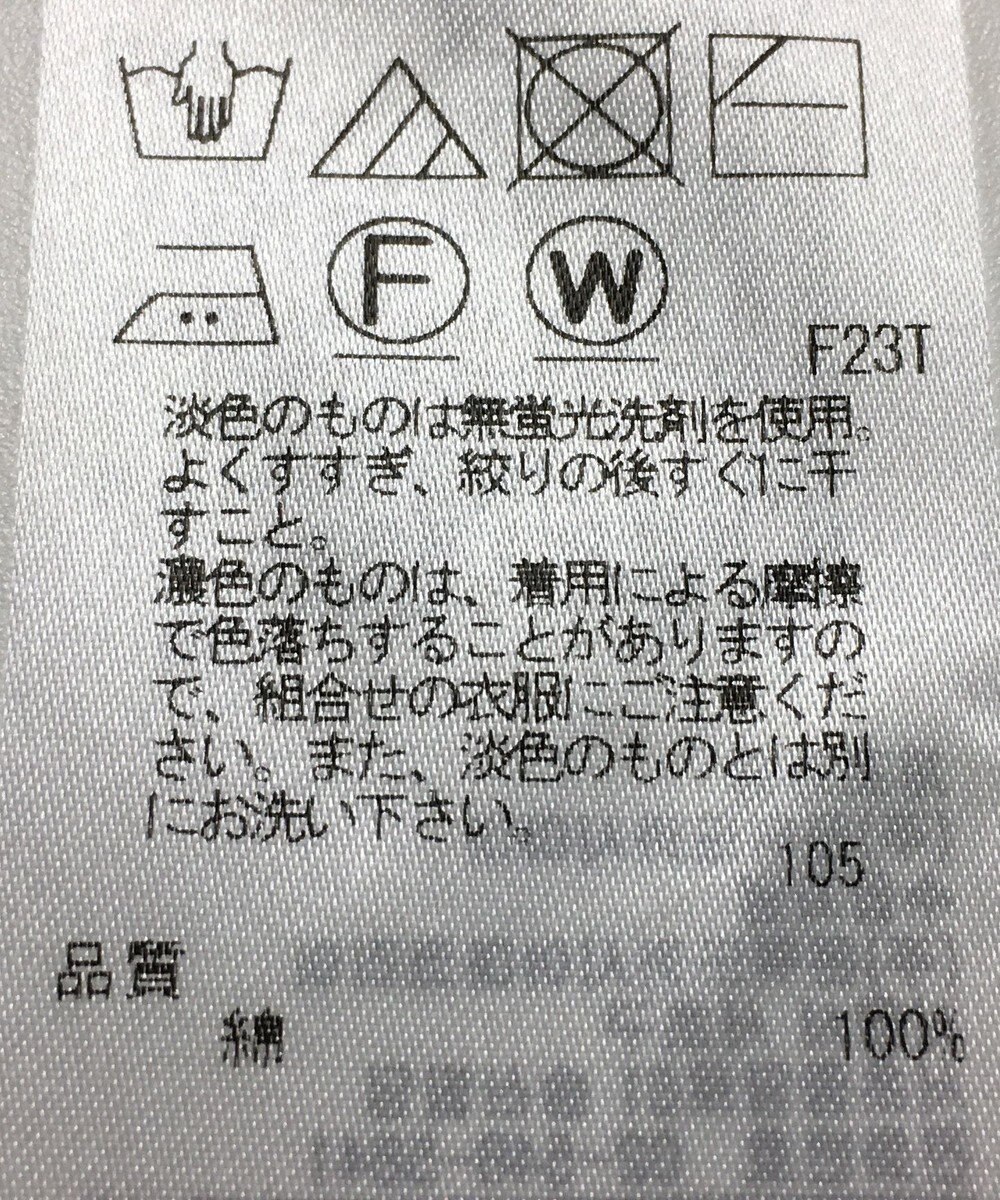 F W
F23T
淡色のものは無蛍光洗剤を使用。
よくすすぎ、絞りの後すぐに干
すこと。
濃色のものは、着用による摩擦
で色落ちすることがありますの
で、組合せの衣服にご注意くだ
さい。また、淡色のものとは別
にお洗い下さい。
105
品質
綿 100%